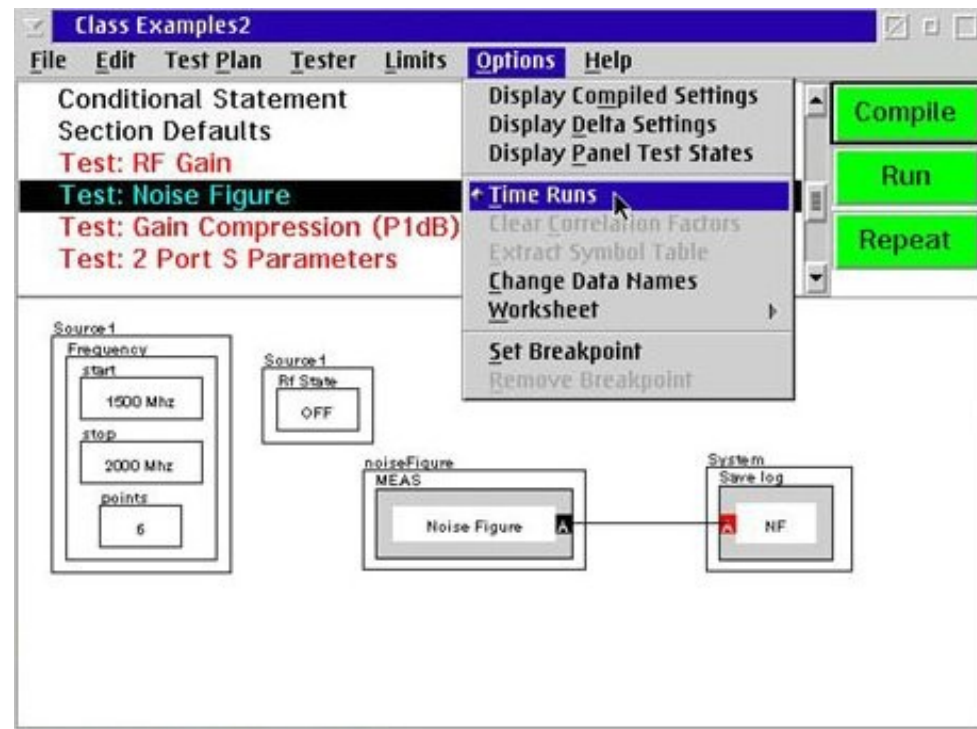 Class Examples2
File Edit Test Plan Tester Limits Options Help
Conditional Statement
Section Defaults
Test: RF Gain
Test: Noise Figure
Test: Gain Compression (P1dB)
Test: 2 Port S Parameters
Display Compiled Settings
Display Delta Settings
Display Panel Test States
Time Runs
Clear Correlation Factors
Extract Symbol Table
Change Data Names
Worksheet
Set Breakpoint
Remove Breakpoint
Compile
Run
Repeat
Source1
Frequency
start
1500 Mhz
stop
2000 Mhz
points
6
Source1
Rf State
OFF
noiseFigure
MEAS
Noise Figure A
System
Save log
A NF